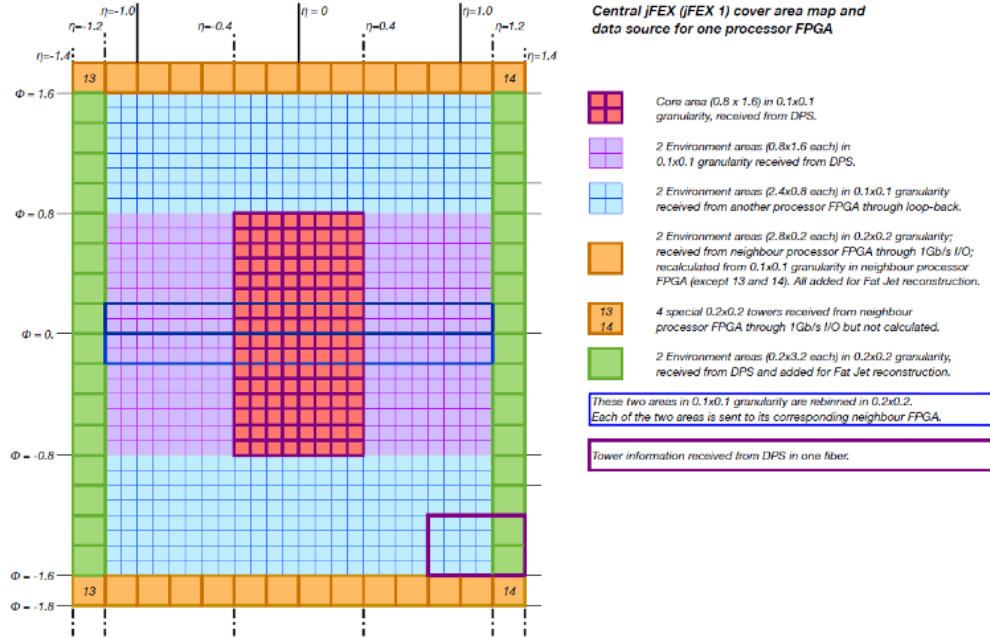 η=-1.0
η= 0
η=1.0
η=-1.2
η=-0.4
η=0.4
η=1.2
η=-1.4
η=1.4
Central jFEX (jFEX 1) cover area map and
data source for one processor FPGA
13
14
Φ = 1.6
Φ = 0.8
Φ = 0.
Φ = -0.8
Φ = -1.6
13
14
Φ = -1.8
Core area (0.8 x 1.6) in 0.1x0.1
granularity, received from DPS.
2 Environment areas (0.8x1.6 each) in
0.1x0.1 granularity received from DPS.
2 Environment areas (2.4x0.8 each) in 0.1x0.1 granularity
received from another processor FPGA through loop-back.
2 Environment areas (2.8x0.2 each) in 0.2x0.2 granularity;
received from neighbour processor FPGA through 1Gb/s I/O;
recalculated from 0.1x0.1 granularity in neighbour processor
FPGA (except 13 and 14). All added for Fat Jet reconstruction.
13
14
4 special 0.2x0.2 towers received from neighbour
processor FPGA through 1Gb/s I/O but not calculated.
2 Environment areas (0.2x3.2 each) in 0.2x0.2 granularity,
received from DPS and added for Fat Jet reconstruction.
These two areas in 0.1x0.1 granularity are rebinned in 0.2x0.2.
Each of the two areas is sent to its corresponding neighbour FPGA.
Tower information received from DPS in one fiber.